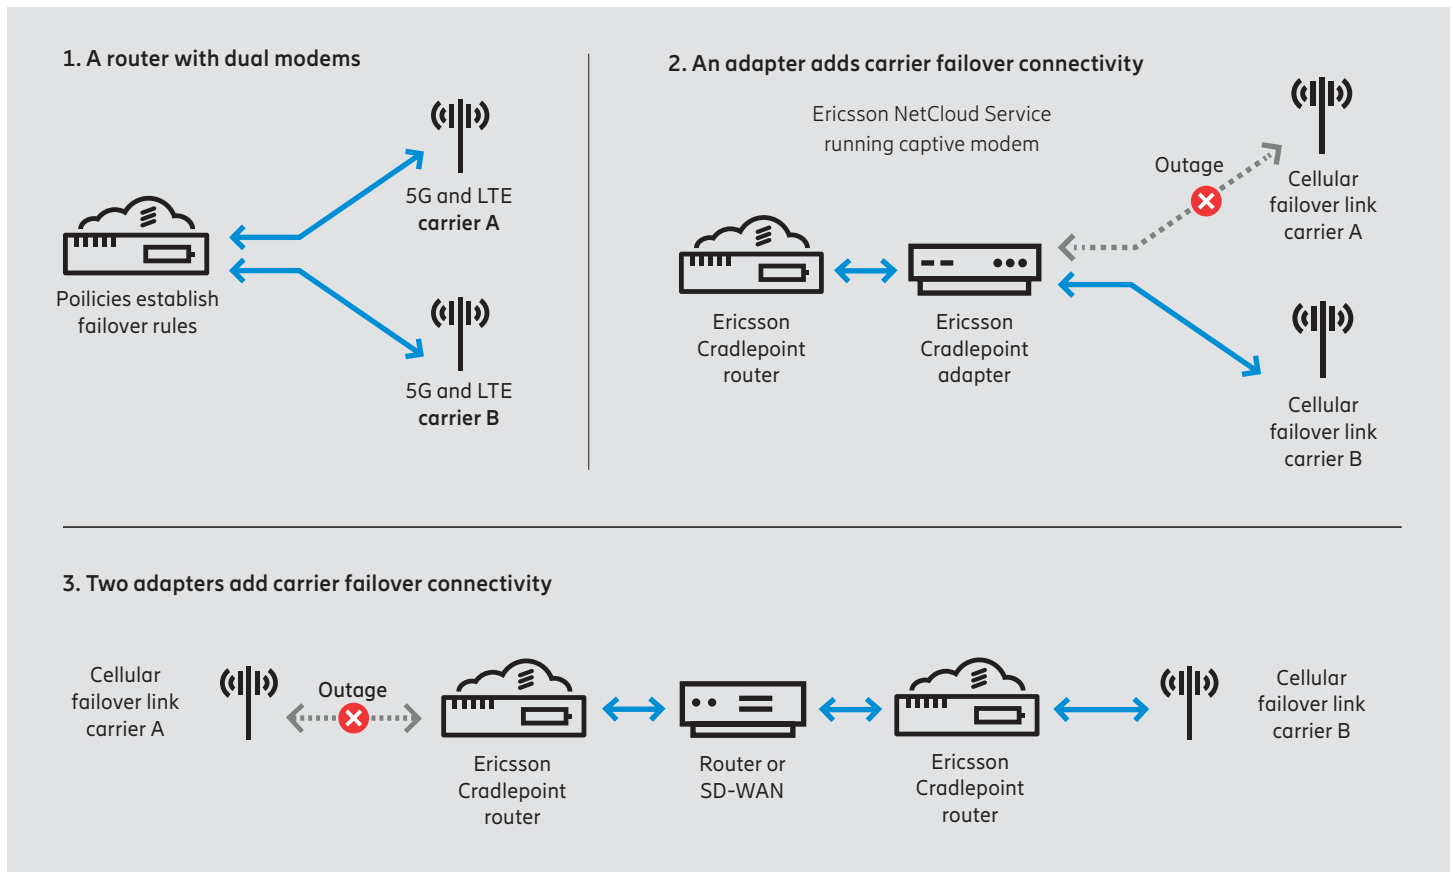 1. A router with dual modems
5G and LTE
carrier A
Poilicies establish
failover rules
5G and LTE
carrier B
2. An adapter adds carrier failover connectivity
Ericsson NetCloud Service
running captive modem
Outage
Cellular
failover link
carrier A
Ericsson
Cradlepoint
router
Ericsson
Cradlepoint
adapter
Cellular
failover link
carrier B
3. Two adapters add carrier failover connectivity
Cellular
failover link
carrier A
Outage
Ericsson
Cradlepoint
router
Router or
SD-WAN
Ericsson
Cradlepoint
router
Cellular
failover link
carrier B